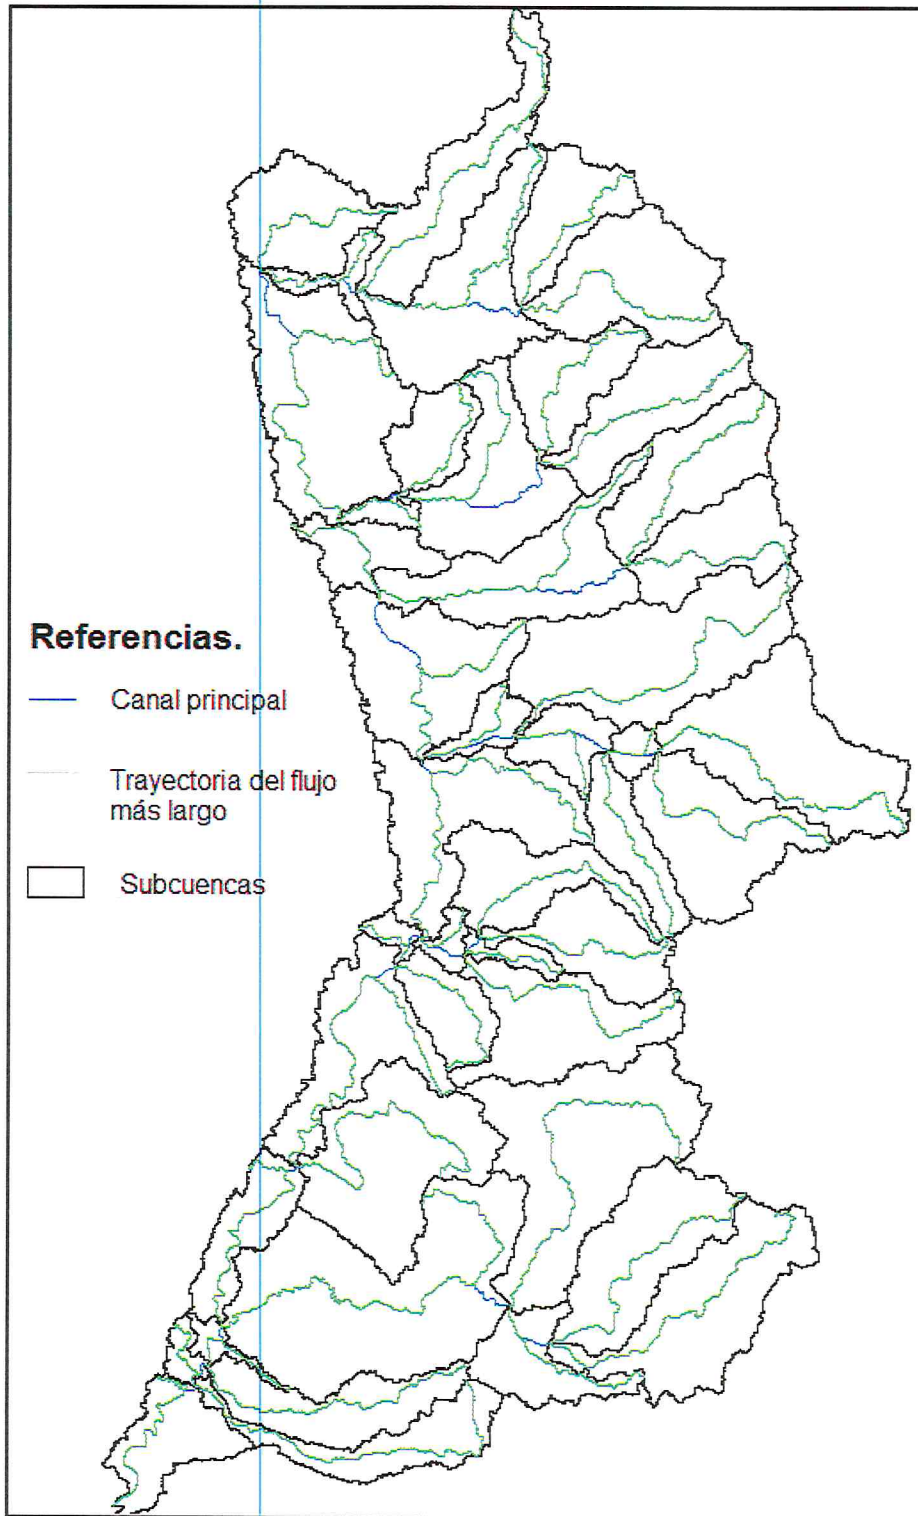 Referencias.
Canal principal
Trayectoria del flujo
más largo
Subcuencas